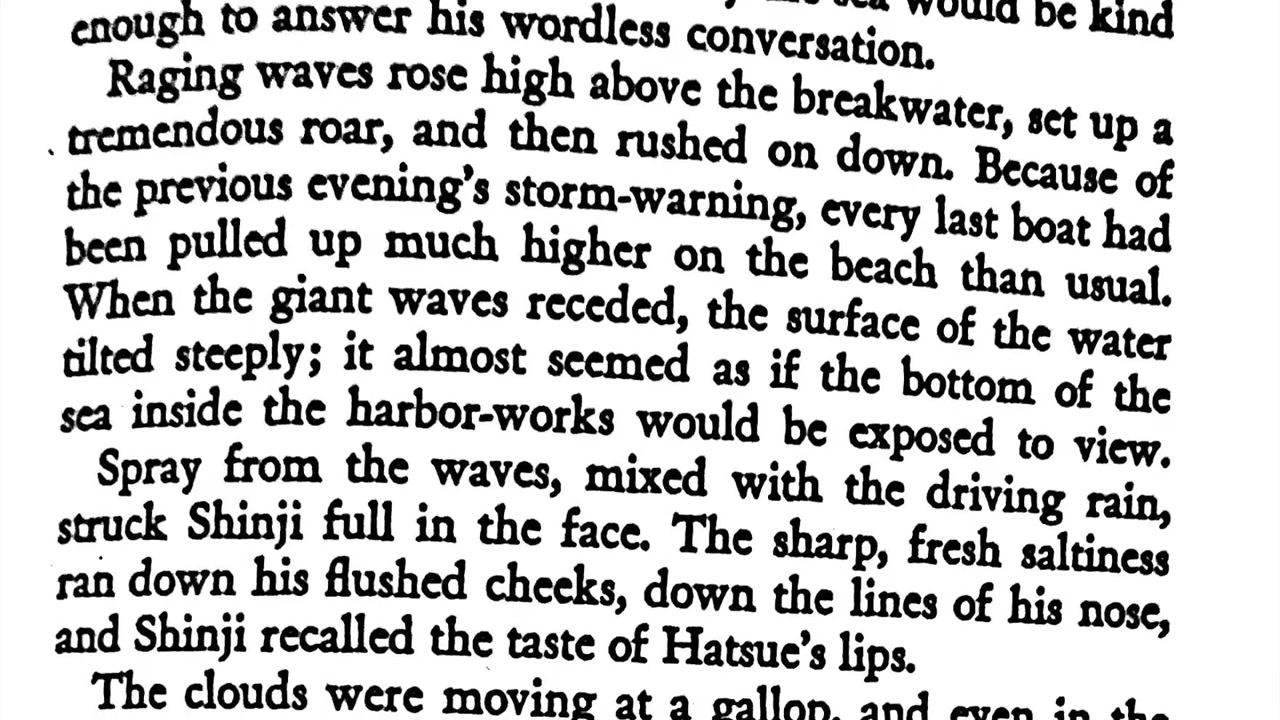 would be kind
enough to answer his wordless conversation.
Raging waves rose high above the breakwater, set up a
tremendous roar, and then rushed on down. Because of
the previous evening's storm-warning, every last boat had
been pulled up much higher on the beach than usual.
When the giant waves receded, the surface of the water
tilted steeply; it almost seemed as if the bottom of the
sea inside the harbor-works would be exposed to view.
Spray from the waves, mixed with the driving rain,
struck Shinji full in the face. The sharp, fresh saltiness
ran down his flushed cheeks, down the lines of his nose,
and Shinji recalled the taste of Hatsue's lips.
The clouds were moving at a gallop, and even in the